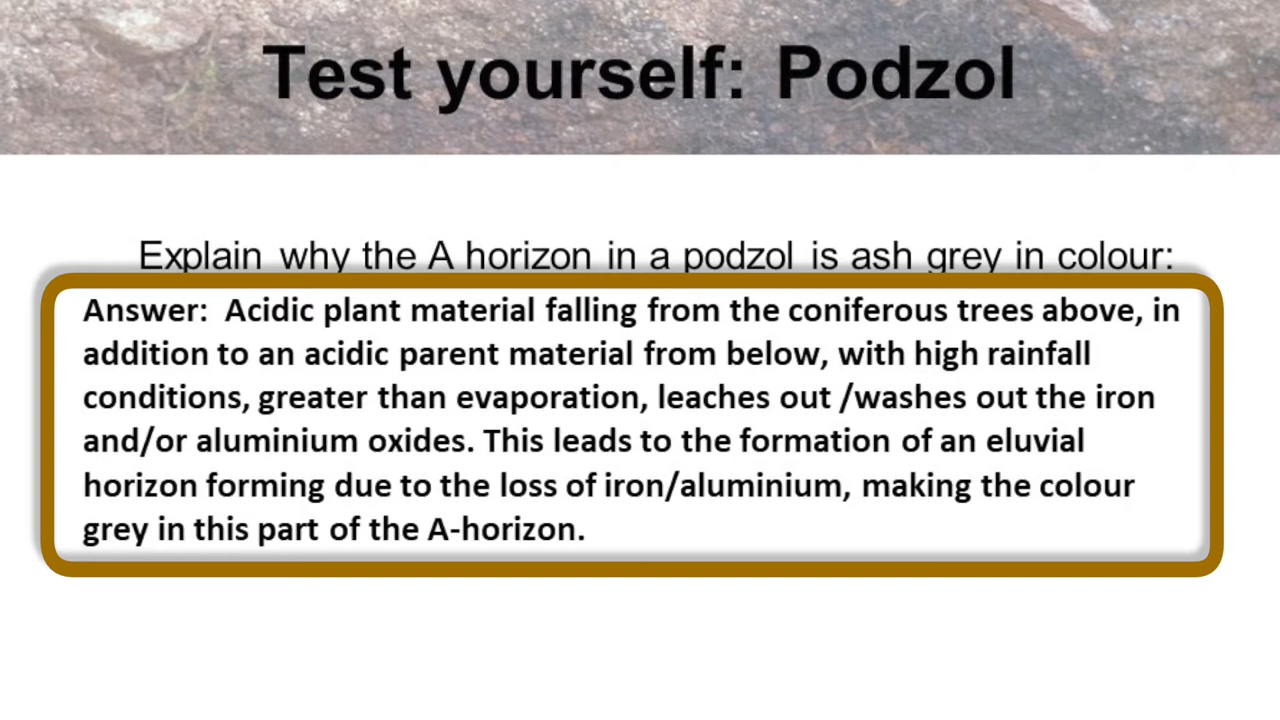 Test yourself: Podzol
Explain why the A horizon in a podzol is ash grey in colour:
Answer:  Acidic plant material falling from the coniferous trees above, in
addition to an acidic parent material from below, with high rainfall
conditions, greater than evaporation, leaches out /washes out the iron
and/or aluminium oxides. This leads to the formation of an eluvial
horizon forming due to the loss of iron/aluminium, making the colour
grey in this part of the A-horizon.